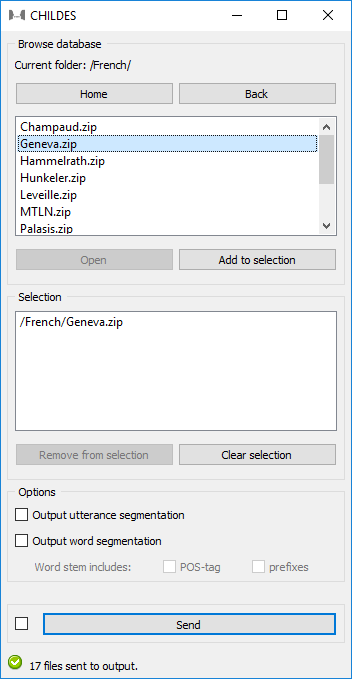 CHILDES
Browse database
Current folder: /French/
Home Back
Champaud.zip
Geneva.zip
Hammelrath.zip
Hunkeler.zip
Leveille.zip
MTLN.zip
Palasis.zip
Open Add to selection
Selection
/French/Geneva.zip
Remove from selection Clear selection
Options
Output utterance segmentation
Output word segmentation
Word stem includes: POS-tag prefixes
Send
17 files sent to output.